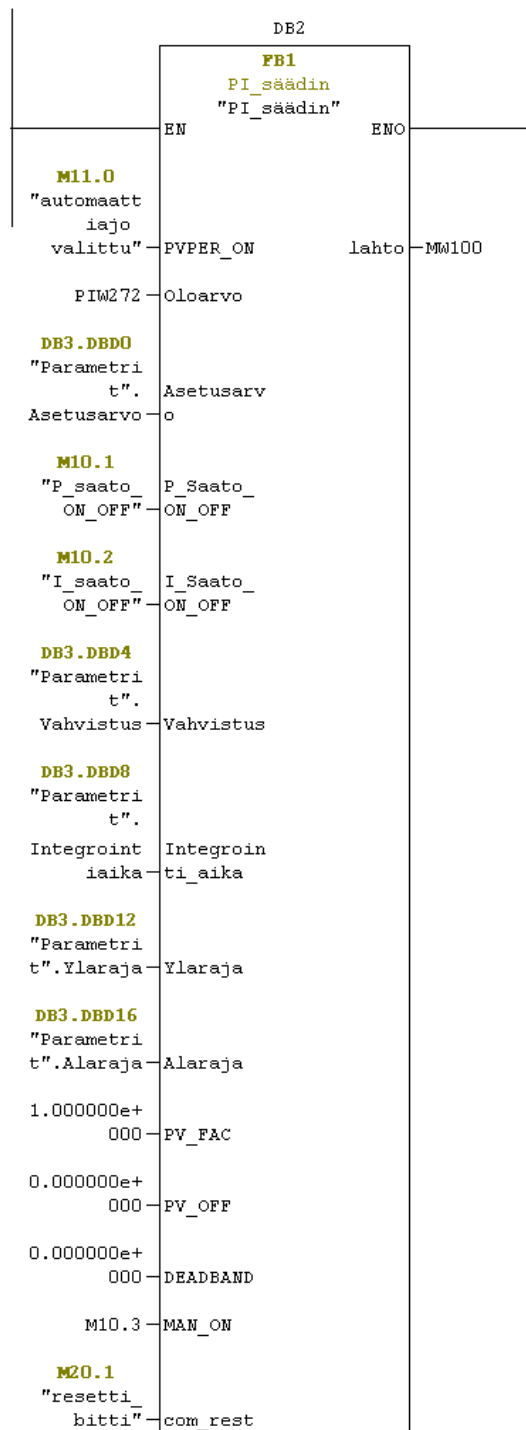 DB2
FB1
PI_säädin
"PI_säädin"
EN ENO
M11.0
"automaatt
iajo
valittu" PVPER_ON lahto MW100
PIW272 Oloarvo
DB3.DBD0
"Parametri
t". Asetusarv
Asetusarvo o
M10.1
"P_saato_ P_Saato_
ON_OFF" ON_OFF
M10.2
"I_saato_ I_Saato_
ON_OFF" ON_OFF
DB3.DBD4
"Parametri
t".
Vahvistus Vahvistus
DB3.DBD8
"Parametri
t".
Integroint Integroin
iaika ti_aika
DB3.DBD12
"Parametri
t".Ylaraja Ylaraja
DB3.DBD16
"Parametri
t".Alaraja Alaraja
1.000000e+
000 PV_FAC
0.000000e+
000 PV_OFF
0.000000e+
000 DEADBAND
M10.3 MAN_ON
M20.1
"resetti_
bitti" com_rest